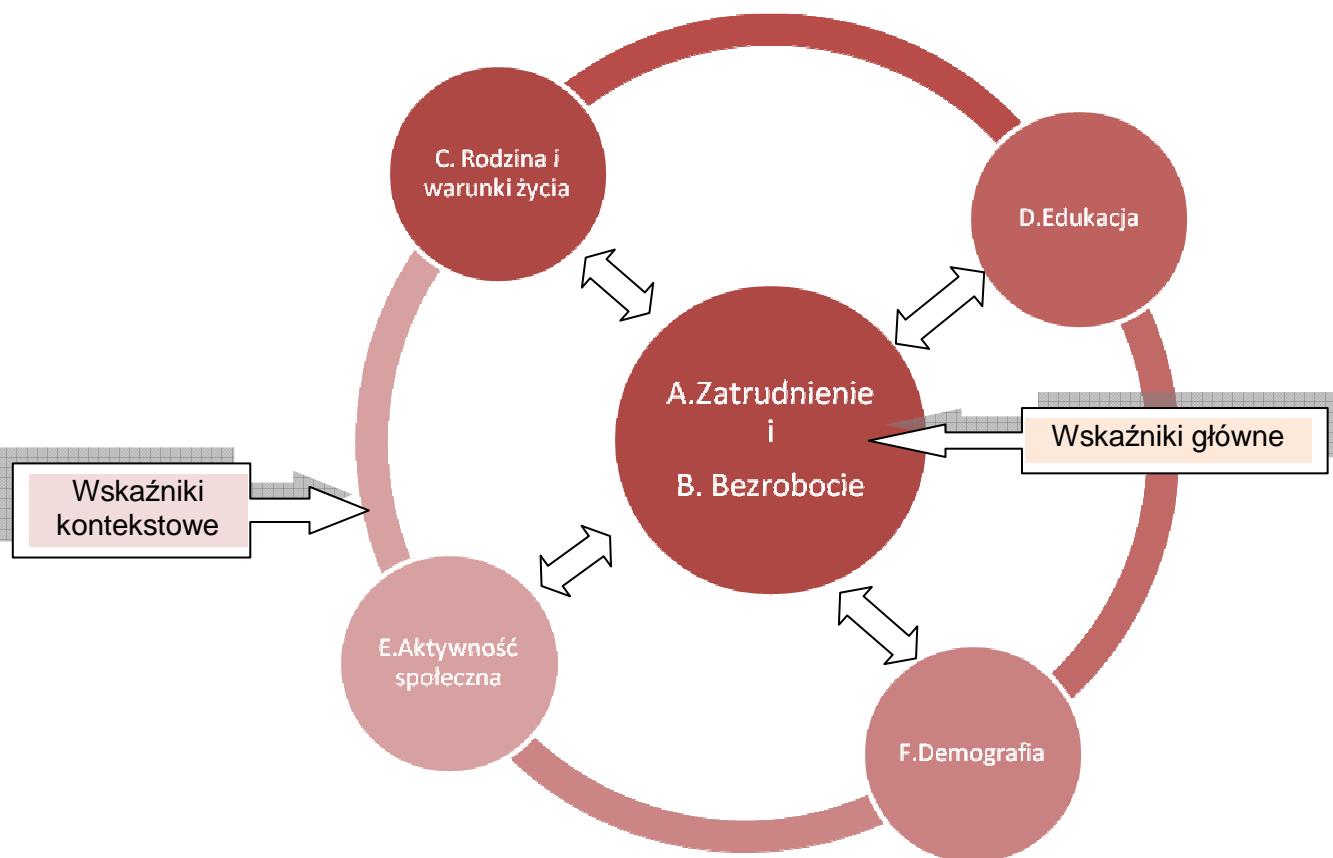 C. Rodzina i
warunki życia
D.Edukacja
A.Zatrudnienie
i
B. Bezrobocie
Wskaźniki główne
Wskaźniki
kontekstowe
E.Aktywność
społeczna
F.Demografia